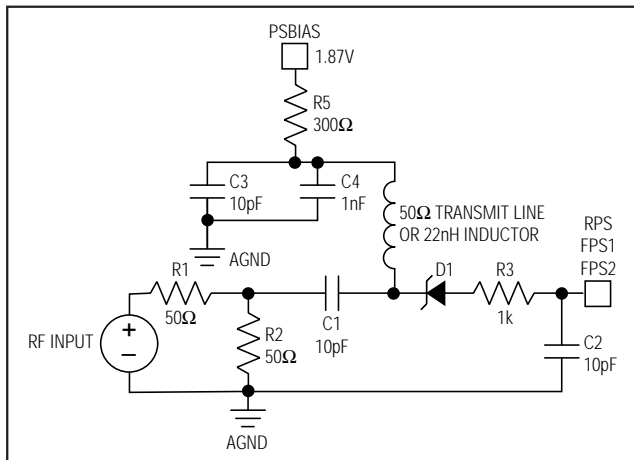 PSBIAS
1.87V
R5
300Ω
C3
10pF
C4
1nF
50Ω TRANSMIT LINE
OR 22nH INDUCTOR
AGND
RPS
FPS1
FPS2
R1
50Ω
D1
R3
1k
RF INPUT
+
–
R2
50Ω
C1
10pF
C2
10pF
AGND